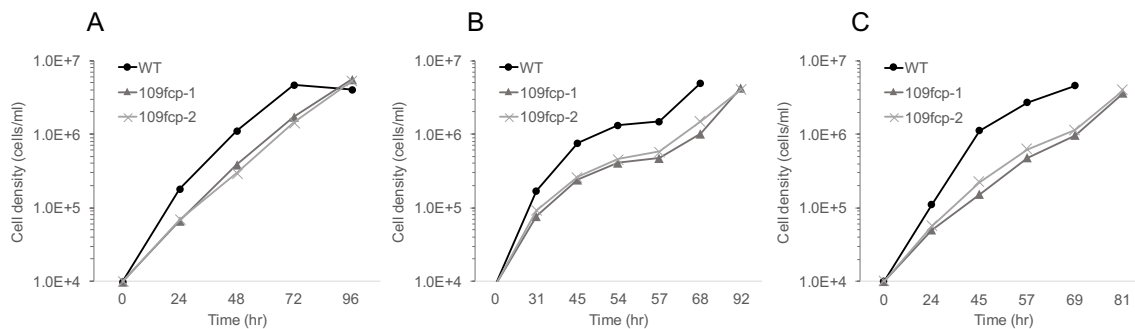 A
WT
109fcp-1
109fcp-2
1.0E+7
1.0E+6
1.0E+5
1.0E+4
Cell density (cells/ml)
0 24 48 72 96
Time (hr)
B
WT
109fcp-1
109fcp-2
1.0E+7
1.0E+6
1.0E+5
1.0E+4
Cell density (cells/ml)
0 31 45 54 57 68 92
Time (hr)
C
WT
109fcp-1
109fcp-2
1.0E+7
1.0E+6
1.0E+5
1.0E+4
Cell density (cells/ml)
0 24 45 57 69 81
Time (hr)